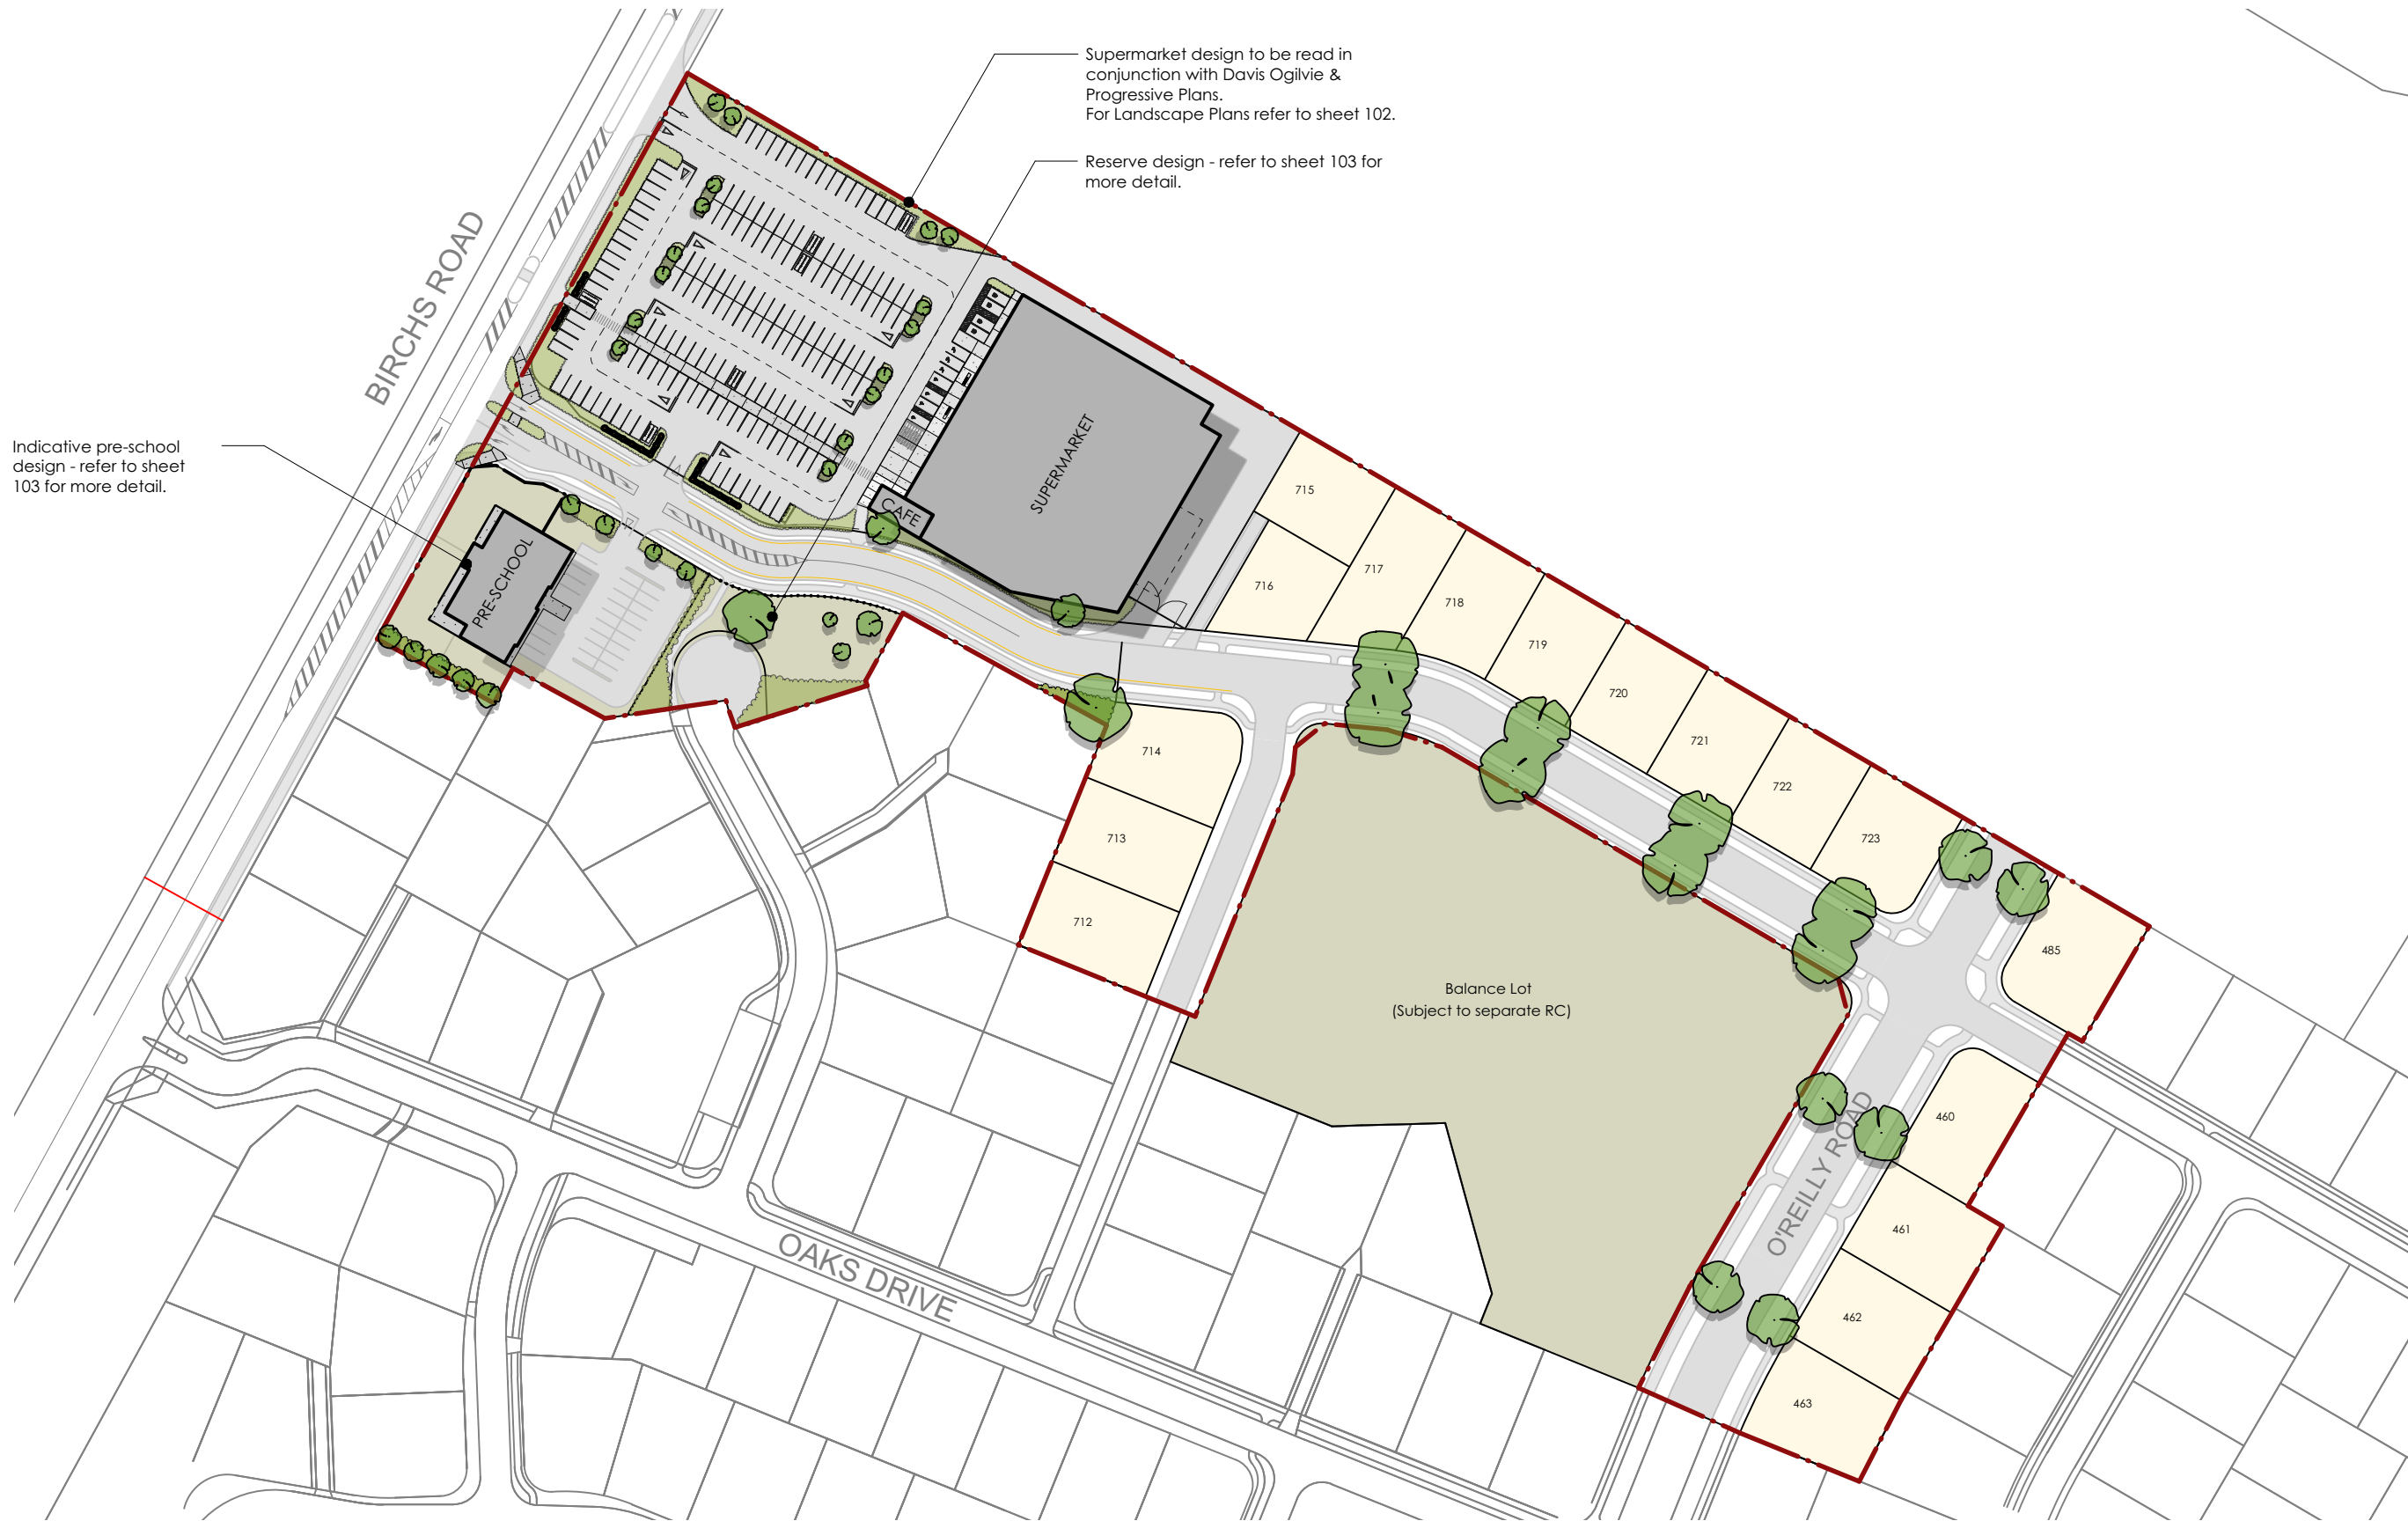 Supermarket design to be read in
conjunction with Davis Ogilvie &
Progressive Plans.
For Landscape Plans refer to sheet 102.
Reserve design - refer to sheet 103 for
more detail.
BIRCHS ROAD
Indicative pre-school
design - refer to sheet
103 for more detail.
SUPERMARKET
CAFE
PRE-SCHOOL
715
716
717
718
719
720
721
722
723
714
713
712
485
Balance Lot
(Subject to separate RC)
460
461
462
463
O'REILLY ROAD
OAKS DRIVE